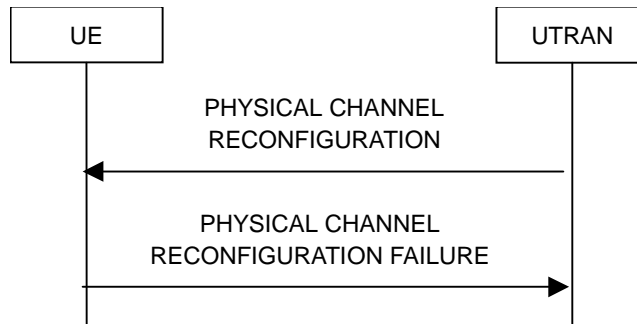 UE
UTRAN
PHYSICAL CHANNEL
RECONFIGURATION
PHYSICAL CHANNEL
RECONFIGURATION FAILURE